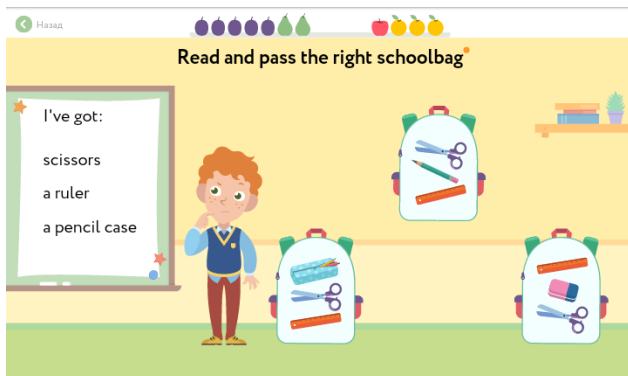 Назад
Read and pass the right schoolbag
I've got:
scissors
a ruler
a pencil case